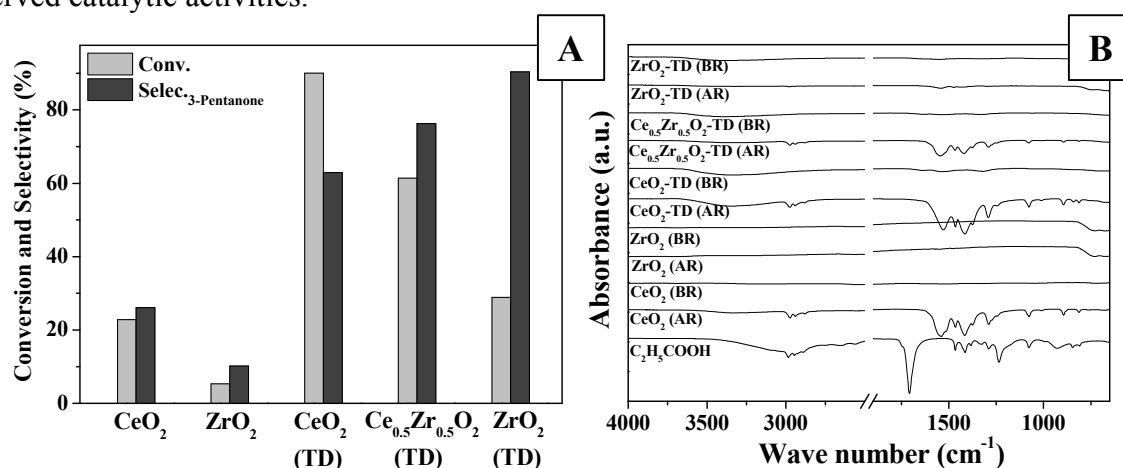 erved catalytic activities.
A
Conv.
Selec.3-Pentanone
Conversion and Selectivity (%)
80
60
40
20
0
CeO2 ZrO2 CeO2 Ce0.5Zr0.5O2 ZrO2
(TD) (TD) (TD)
B
Absorbance (a.u.)
ZrO2-TD (BR)
ZrO2-TD (AR)
Ce0.5Zr0.5O2-TD (BR)
Ce0.5Zr0.5O2-TD (AR)
CeO2-TD (BR)
CeO2-TD (AR)
ZrO2 (BR)
ZrO2 (AR)
CeO2 (BR)
CeO2 (AR)
C2H5COOH
4000 3000 1500 1000
Wave number (cm-1)